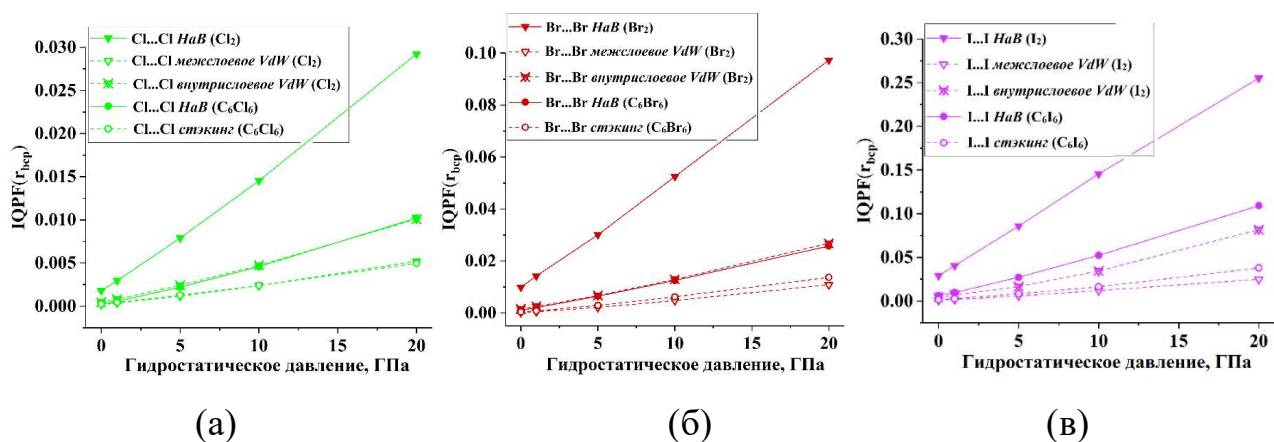 Cl...Cl HaB (Cl₂)
Cl...Cl межслоевое VdW (Cl₂)
Cl...Cl внутрислоевое VdW (Cl₂)
Cl...Cl HaB (C₆Cl₆)
Cl...Cl стэкинг (C₆Cl₆)
IQPF(r_bcp)
0.030
0.025
0.020
0.015
0.010
0.005
0.000
0 5 10 15 20
Гидростатическое давление, ГПа
(а)
Br...Br HaB (Br₂)
Br...Br межслоевое VdW (Br₂)
Br...Br внутрислоевое VdW (Br₂)
Br...Br HaB (C₆Br₆)
Br...Br стэкинг (C₆Br₆)
IQPF(r_bcp)
0.10
0.08
0.06
0.04
0.02
0.00
0 5 10 15 20
Гидростатическое давление, ГПа
(б)
I...I HaB (I₂)
I...I межслоевое VdW (I₂)
I...I внутрислоевое VdW (I₂)
I...I HaB (C₆I₆)
I...I стэкинг (C₆I₆)
IQPF(r_bcp)
0.30
0.25
0.20
0.15
0.10
0.05
0.00
0 5 10 15 20
Гидростатическое давление, ГПа
(в)